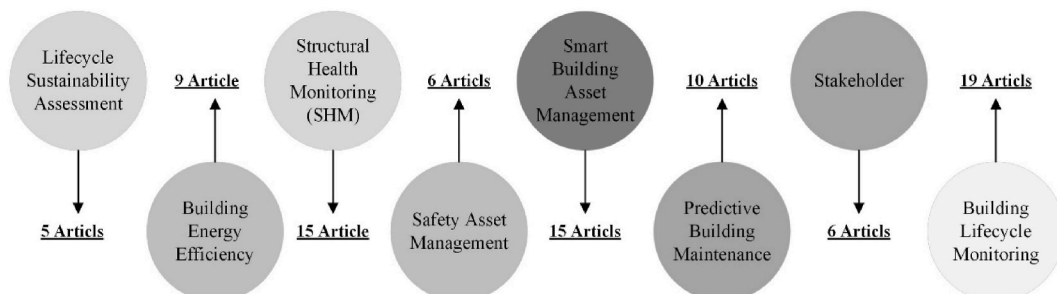 Lifecycle
Sustainability
Assessment
5 Articls
9 Article
Building
Energy
Efficiency
Structural
Health
Monitoring
(SHM)
15 Article
6 Articls
Safety Asset
Management
Smart
Building
Asset
Management
15 Articls
10 Articls
Predictive
Building
Maintenance
Stakeholder
6 Articls
19 Articls
Building
Lifecycle
Monitoring